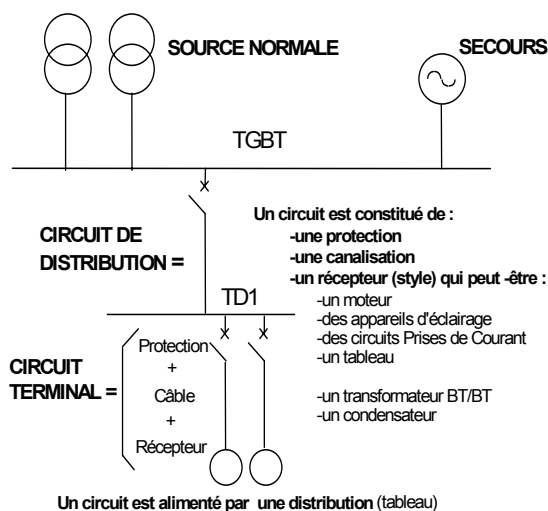 SOURCE NORMALE
SECOURS
TGBT
CIRCUIT DE
DISTRIBUTION =
Un circuit est constitué de :
-une protection
-une canalisation
-un récepteur (style) qui peut -être :
-un moteur
-des appareils d'éclairage
-des circuits Prises de Courant
-un tableau
-un transformateur BT/BT
-un condensateur
TD1
CIRCUIT
TERMINAL =
Protection
+
Câble
+
Récepteur
Un circuit est alimenté par une distribution (tableau)